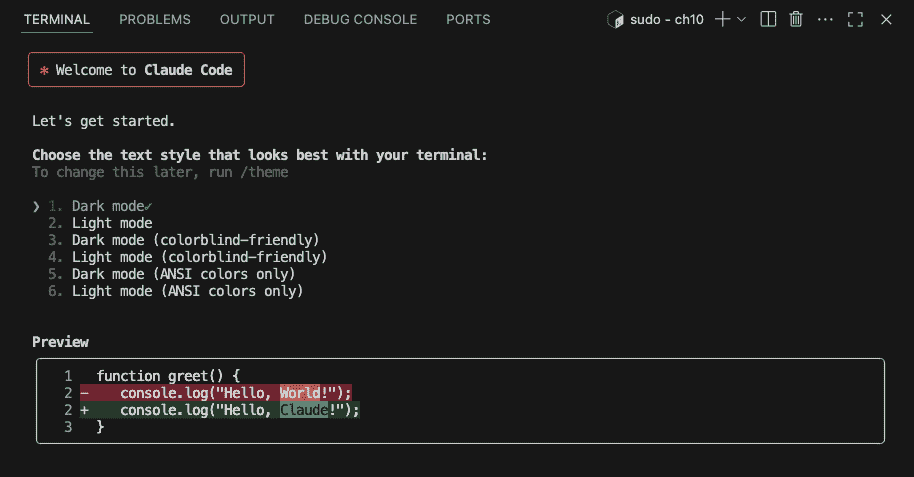 TERMINAL PROBLEMS OUTPUT DEBUG CONSOLE PORTS sudo - ch10
* Welcome to Claude Code
Let's get started.
Choose the text style that looks best with your terminal:
To change this later, run /theme
❯ 1. Dark mode✓
2. Light mode
3. Dark mode (colorblind-friendly)
4. Light mode (colorblind-friendly)
5. Dark mode (ANSI colors only)
6. Light mode (ANSI colors only)
Preview
1 function greet() {
2 - console.log("Hello, World!");
2 + console.log("Hello, Claude!");
3 }